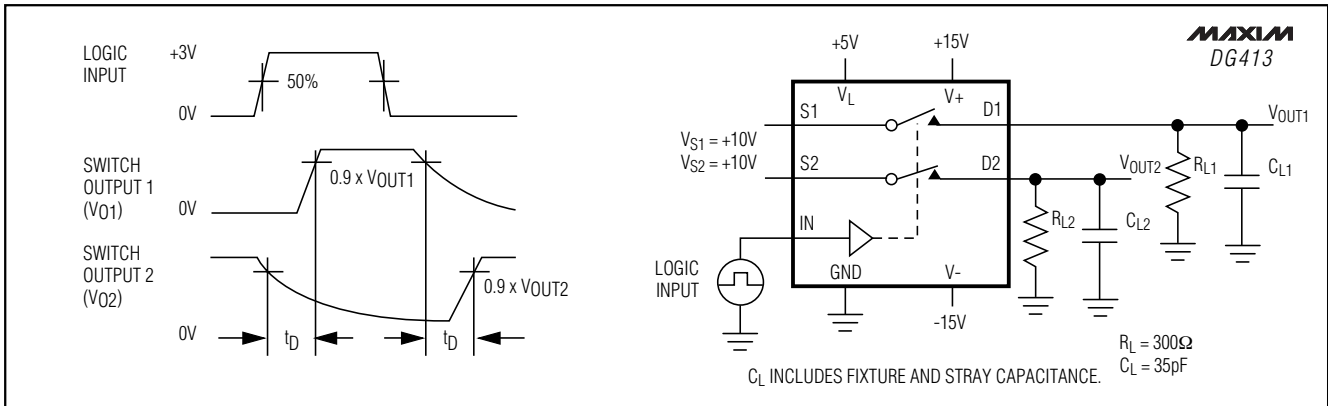 LOGIC
INPUT
+3V
0V
50%
SWITCH
OUTPUT 1
(VO1)
0V
0.9 x VOUT1
SWITCH
OUTPUT 2
(VO2)
0V
0.9 x VOUT2
tD
tD
MAXIM
DG413
+5V
+15V
VL
V+
S1
D1
VOUT1
VS1 = +10V
VS2 = +10V
S2
D2
VOUT2
RL1
CL1
RL2
CL2
IN
LOGIC
INPUT
GND
V-
-15V
RL = 300Ω
CL = 35pF
CL INCLUDES FIXTURE AND STRAY CAPACITANCE.